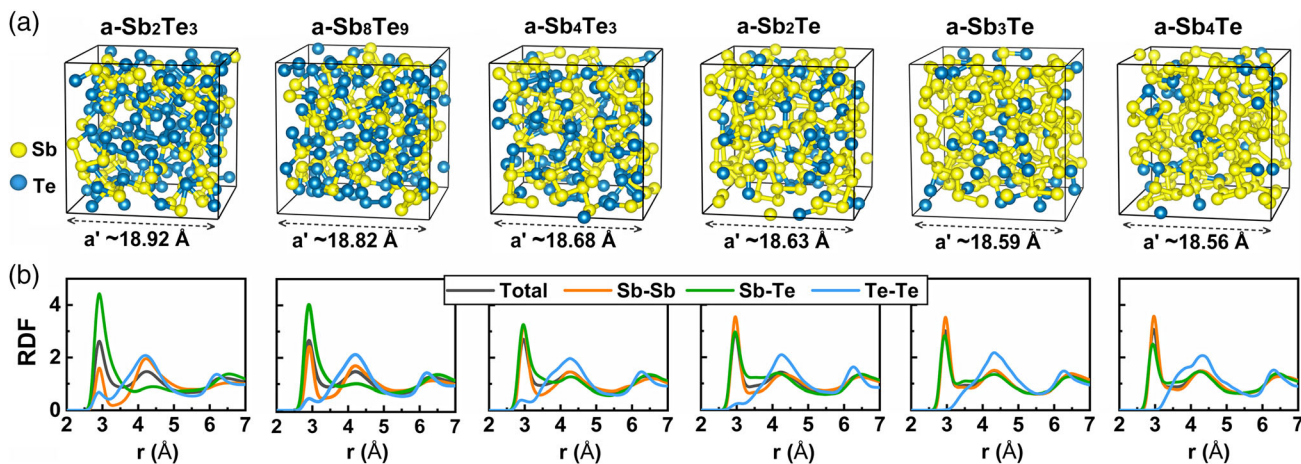 (a)
a-Sb₂Te₃ a-Sb₈Te₉ a-Sb₄Te₃ a-Sb₂Te a-Sb₃Te a-Sb₄Te
Sb
Te
a' ~18.92 Å a' ~18.82 Å a' ~18.68 Å a' ~18.63 Å a' ~18.59 Å a' ~18.56 Å
(b)
Total Sb-Sb Sb-Te Te-Te
RDF
4
2
0
2 3 4 5 6 7 2 3 4 5 6 7 2 3 4 5 6 7 2 3 4 5 6 7 2 3 4 5 6 7 2 3 4 5 6 7
r (Å) r (Å) r (Å) r (Å) r (Å) r (Å)